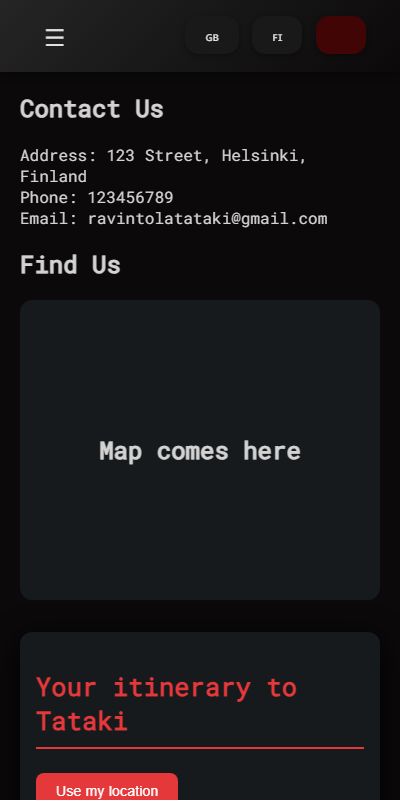 GB FI
Contact Us
Address: 123 Street, Helsinki,
Finland
Phone: 123456789
Email: ravintolatataki@gmail.com
Find Us
Map comes here
Your itinerary to
Tataki
Use my location